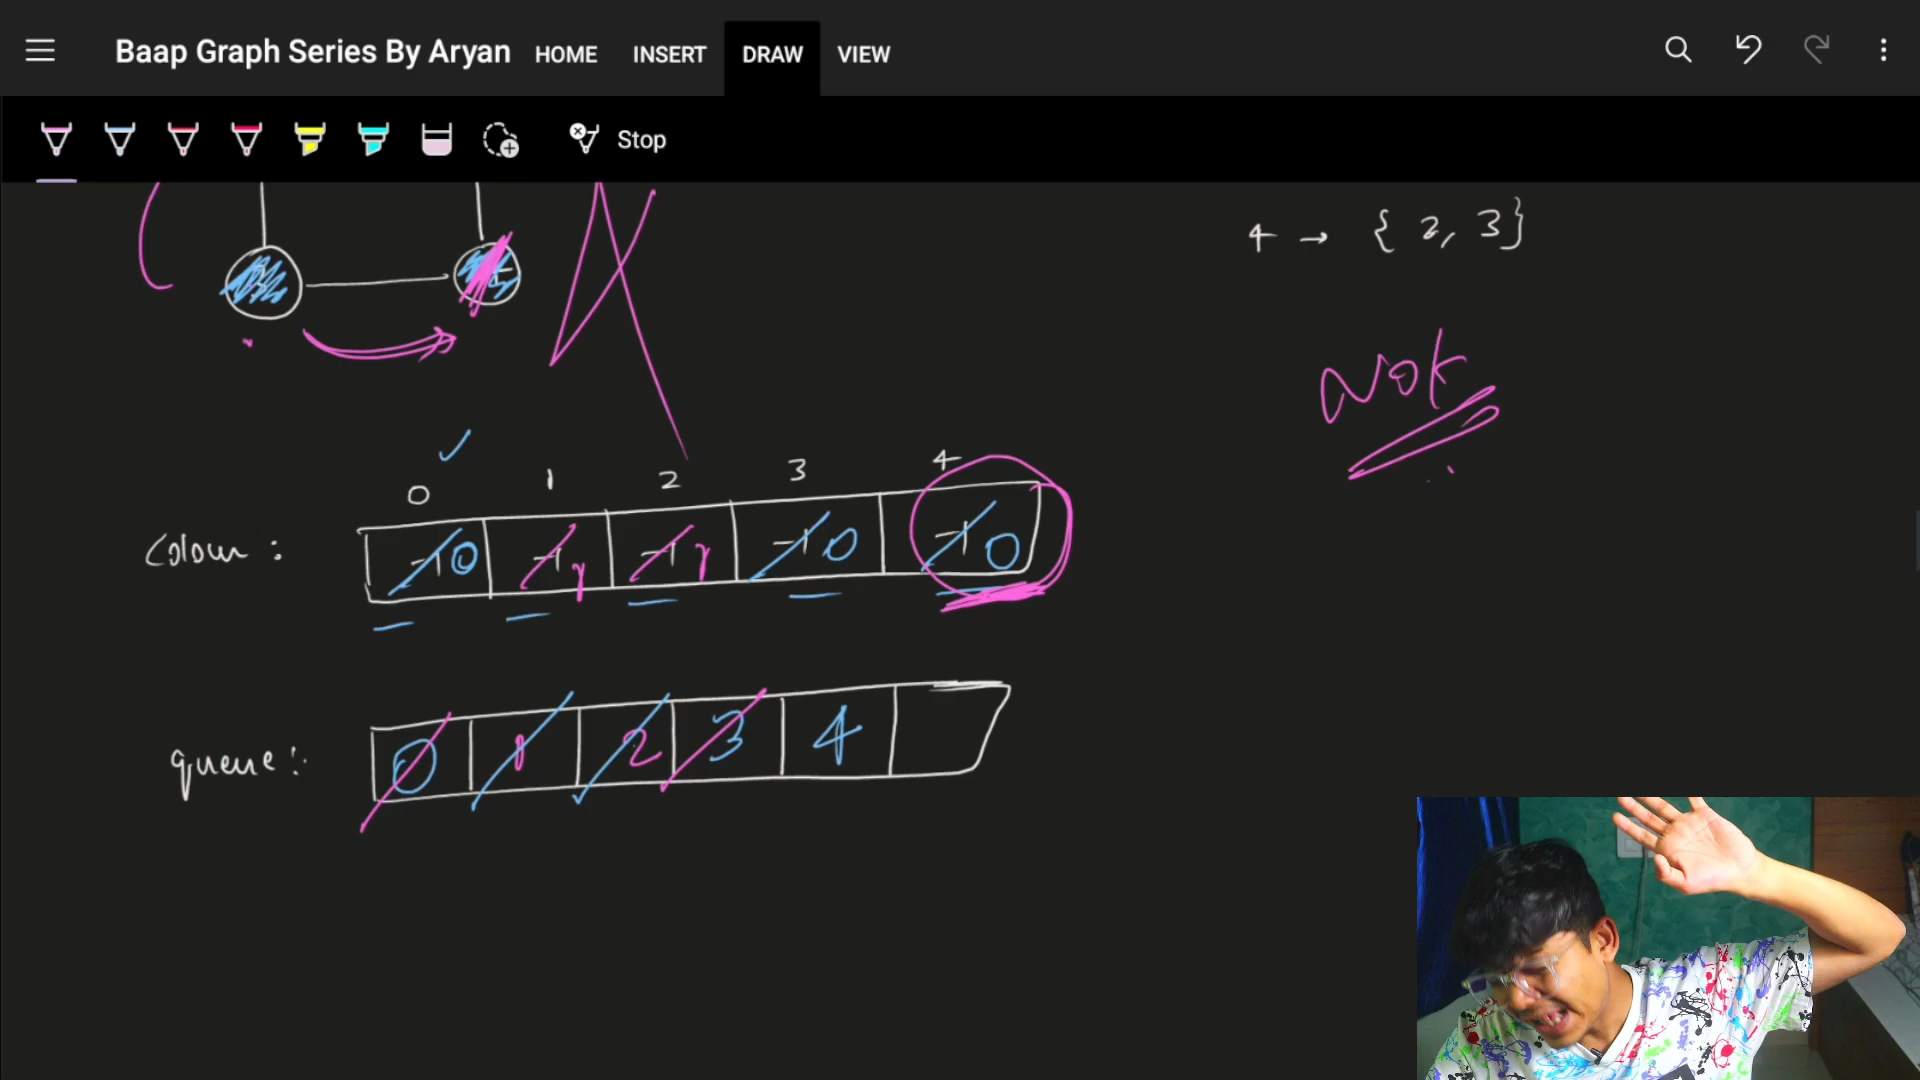 Baap Graph Series By Aryan HOME INSERT DRAW VIEW
Stop
4 → { 2, 3}
Not
0 1 2 3 4
Colour : -1 0 -1 1 -1 1 -1 0 -1 0
queue : 0 1 2 3 4